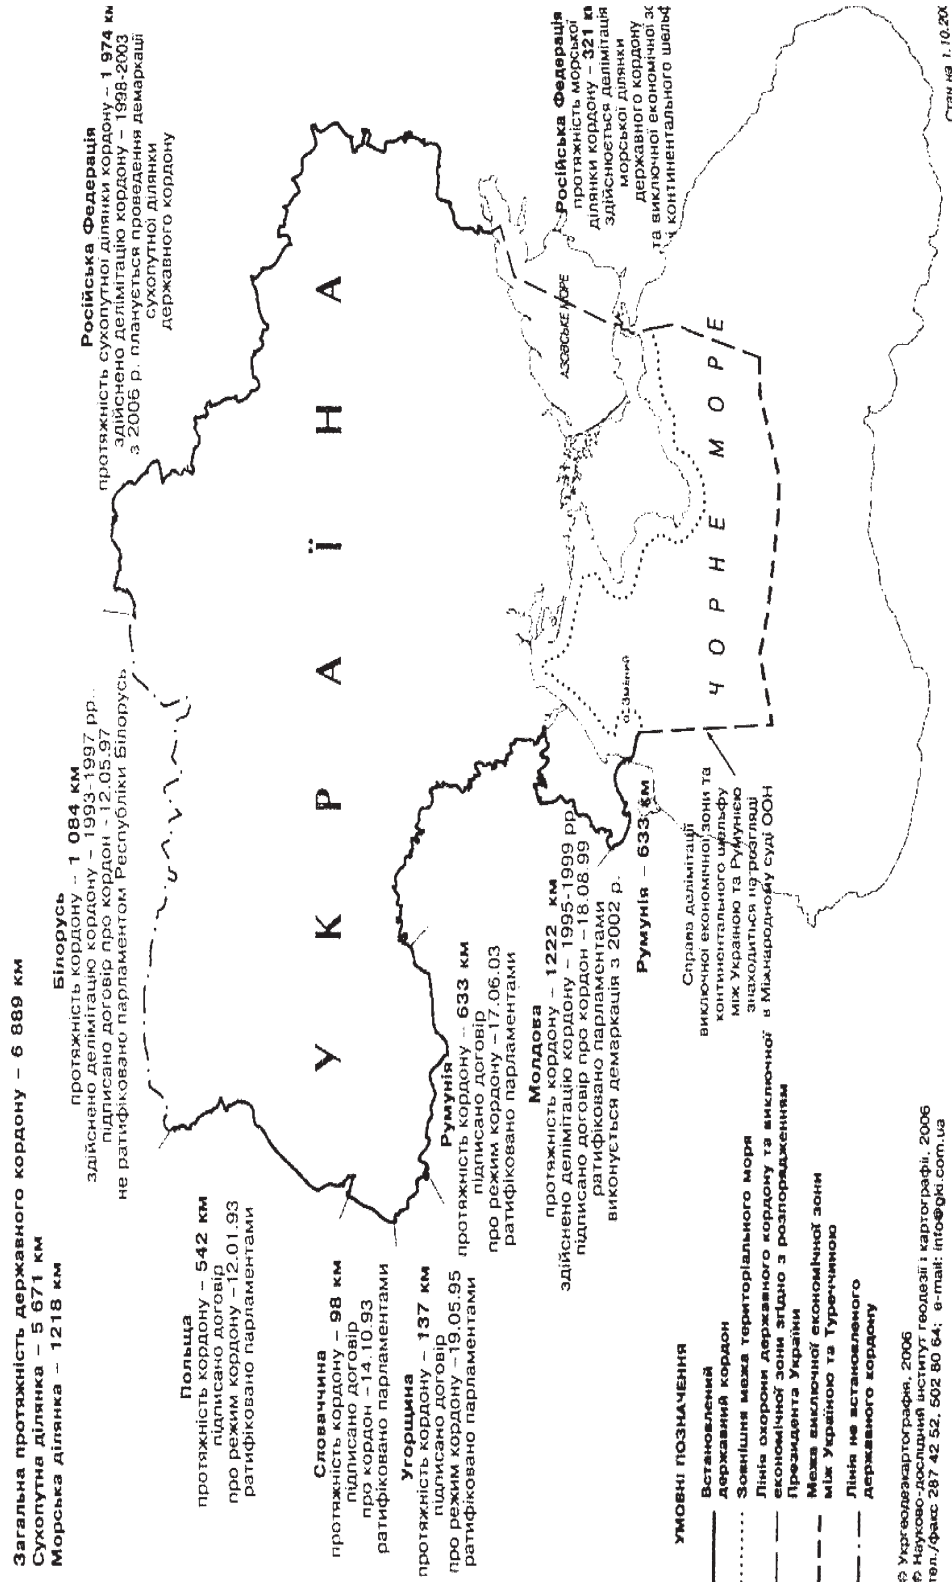 Загальна протяжність державного кордону – 6 889 км
Сухопутна ділянка – 5 671 км
Морська ділянка – 1218 км
Білорусь
протяжність кордону – 1 084 км
здійснено делімітацію кордону – 1993-1997 рр.
підписано договір про кордон – 12.05.97
не ратифіковано парламентом Республіки Білорусь
Російська Федерація
протяжність сухопутної ділянки кордону – 1 974 км
здійснено делімітацію кордону – 1998-2003
з 2006 р. планується проведення демаркації
сухопутної ділянки
державного кордону
Польща
протяжність кордону – 542 км
підписано договір
про режим кордону –12.01.93
ратифіковано парламентами
Словаччина
протяжність кордону – 98 км
підписано договір
про кордон –14.10.93
ратифіковано парламентами
Угорщина
протяжність кордону – 137 км
підписано договір
про режим кордону –19.05.95
ратифіковано парламентами
У К Р А Ї Н А
Румунія
протяжність кордону – 633 км
підписано договір
про режим кордону –17.06.03
ратифіковано парламентами
Молдова
протяжність кордону – 1222 км
здійснено делімітацію кордону – 1995-1999 рр.
підписано договір про кордон –18.08.99
ратифіковано парламентами
виконується демаркація з 2002 р.
Румунія – 633 км
Справа делімітації
виключної економічної зони та
континентального шельфу
між Україною та Румунією
знаходиться на розгляді
в Міжнародному суді ООН
о. Зміїний
АЗОВСЬКЕ МОРЕ
Ч О Р Н Е М О Р Е
Російська Федерація
протяжність морської
ділянки кордону – 321 к
здійснюється делімітація
морської ділянки
державного кордону
та виключної економічної зо
і континентального шельф
УМОВНІ ПОЗНАЧЕННЯ
Встановлений
державний кордон
Зовнішня межа територіального моря
Лінія охорони державного кордону та виключної
економічної зони згідно з розпорядженням
Президента України
Межа виключної економічної зони
між Україною та Туреччиною
Лінія не встановленого
державного кордону
© Укргеодезкартографія, 2006
© Науково-дослідний інститут геодезії і картографії, 2006
тел./факс 287 42 52, 502 80 64; e-mail: info@gki.com.ua
Стан на 1.10.200